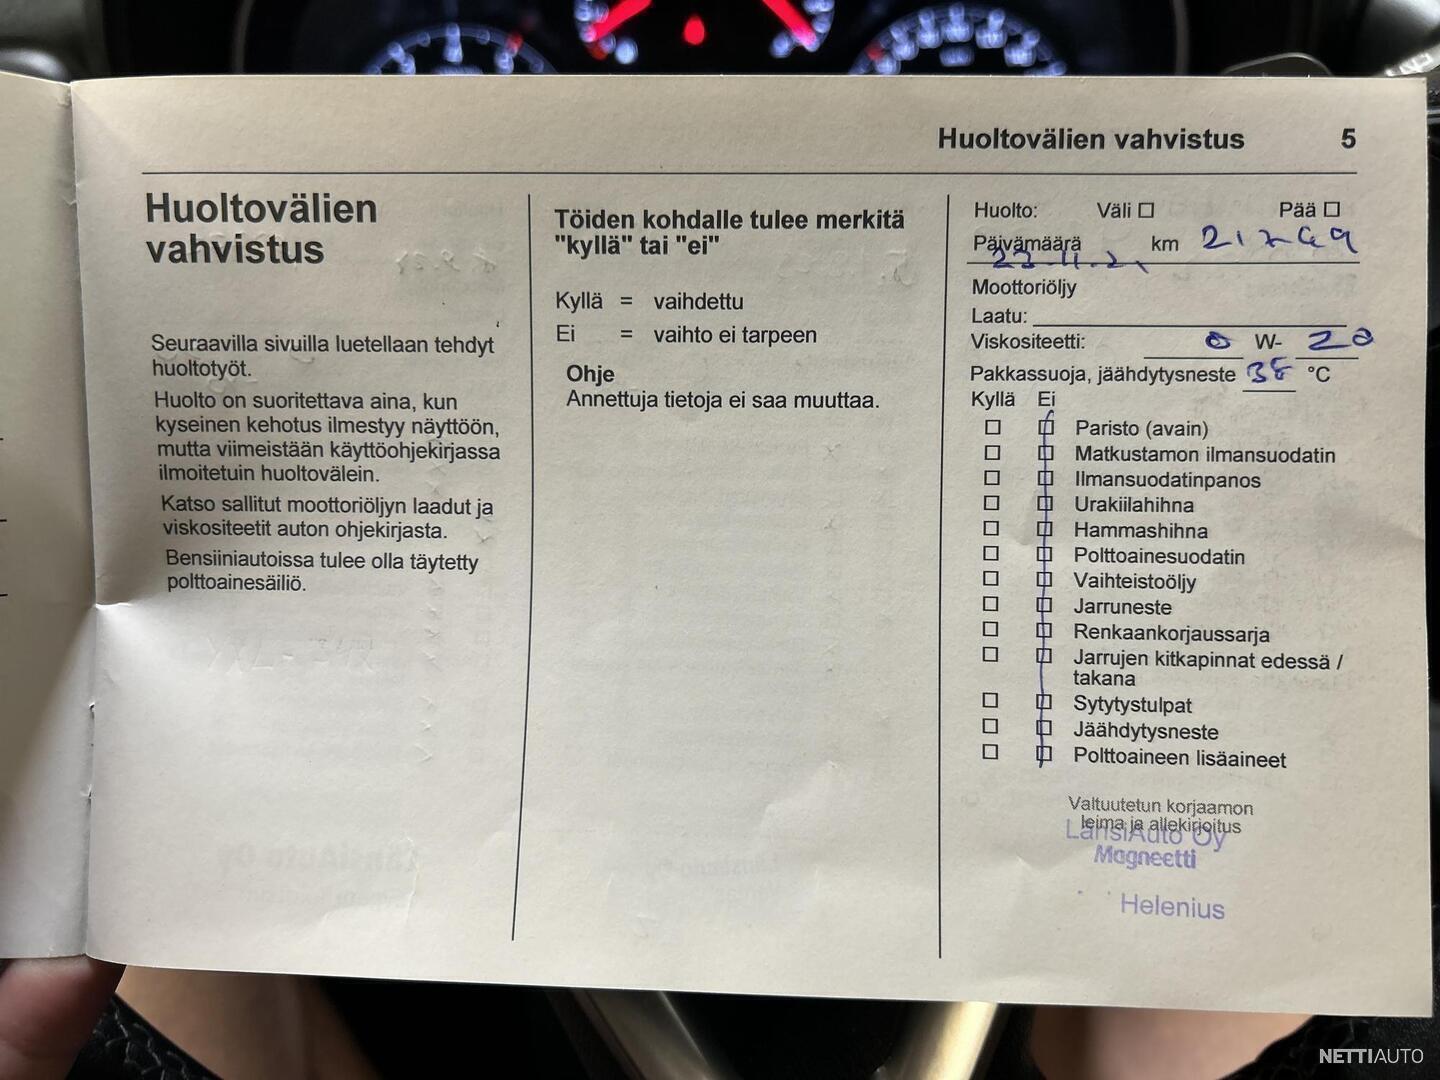 Huoltovälien vahvistus 5
Huoltovälien
vahvistus
Seuraavilla sivuilla luetellaan tehdyt
huoltotyöt.
Huolto on suoritettava aina, kun
kyseinen kehotus ilmestyy näyttöön,
mutta viimeistään käyttöohjekirjassa
ilmoitetuin huoltovälein.
Katso sallitut moottoriöljyn laadut ja
viskositeetit auton ohjekirjasta.
Bensiiniautoissa tulee olla täytetty
polttoainesäiliö.
Töiden kohdalle tulee merkitä
"kyllä" tai "ei"
Kyllä = vaihdettu
Ei = vaihto ei tarpeen
Ohje
Annettuja tietoja ei saa muuttaa.
Huolto: Väli Pää
Päivämäärä km
Moottoriöljy
Laatu:
Viskositeetti: 0 W- 20
Pakkassuoja, jäähdytysneste 38 °C
Kyllä Ei
Paristo (avain)
Matkustamon ilmansuodatin
Ilmansuodatinpanos
Urakiilahihna
Hammashihna
Polttoainesuodatin
Vaihteistoöljy
Jarruneste
Renkaankorjaussarja
Jarrujen kitkapinnat edessä /
takana
Sytytystulpat
Jäähdytysneste
Polttoaineen lisäaineet
Valtuutetun korjaamon
leima ja allekirjoitus
LänsiAuto Oy
Magneetti
Helenius
NETTIAUTO